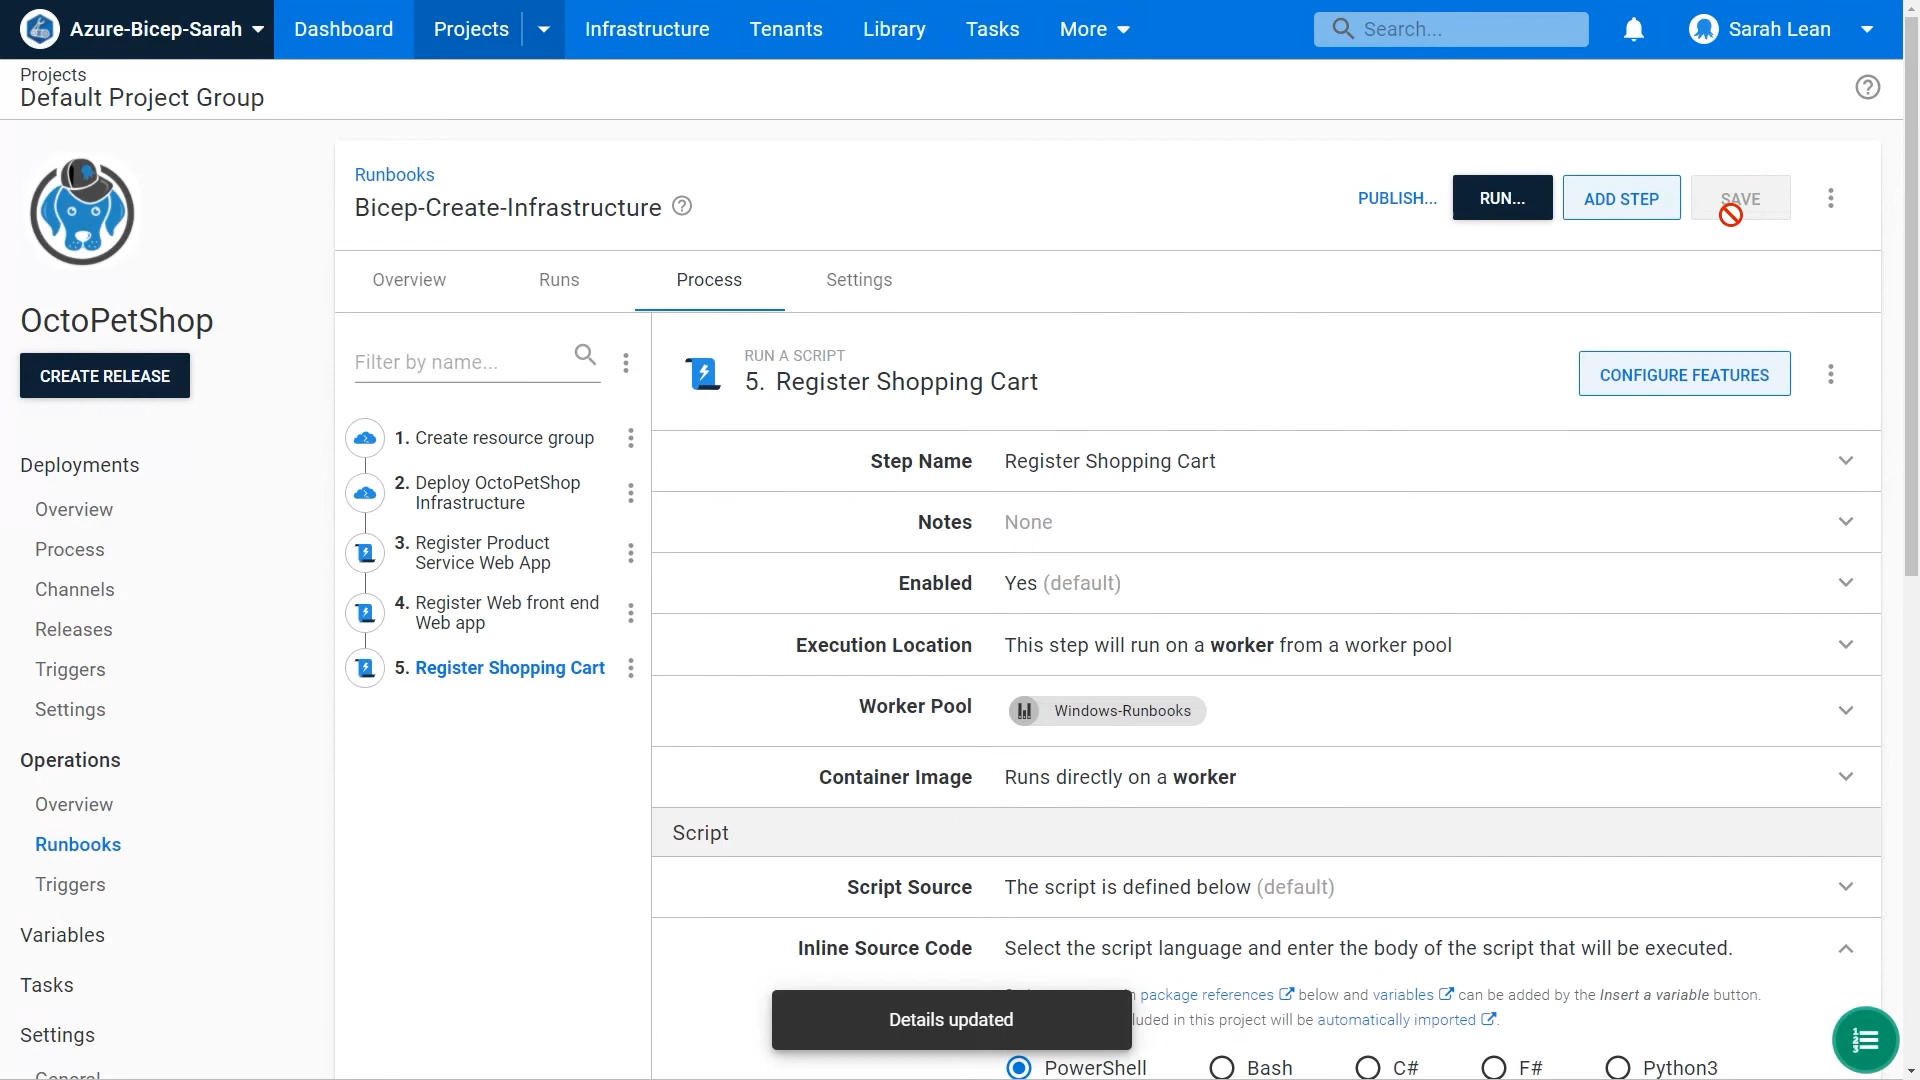 Azure-Bicep-Sarah
Dashboard
Projects
Infrastructure
Tenants
Library
Tasks
More
Search...
Sarah Lean
Projects
Default Project Group
Runbooks
Bicep-Create-Infrastructure
PUBLISH...
RUN...
ADD STEP
SAVE
Overview
Runs
Process
Settings
OctoPetShop
CREATE RELEASE
Deployments
Overview
Process
Channels
Releases
Triggers
Settings
Operations
Overview
Runbooks
Triggers
Variables
Tasks
Settings
General
Filter by name...
1. Create resource group
2. Deploy OctoPetShop
Infrastructure
3. Register Product
Service Web App
4. Register Web front end
Web app
5. Register Shopping Cart
RUN A SCRIPT
5. Register Shopping Cart
CONFIGURE FEATURES
Step Name Register Shopping Cart
Notes None
Enabled Yes (default)
Execution Location This step will run on a worker from a worker pool
Worker Pool Windows-Runbooks
Container Image Runs directly on a worker
Script
Script Source The script is defined below (default)
Inline Source Code Select the script language and enter the body of the script that will be executed.
package references below and variables can be added by the Insert a variable button.
luded in this project will be automatically imported .
Details updated
PowerShell Bash C# F# Python3